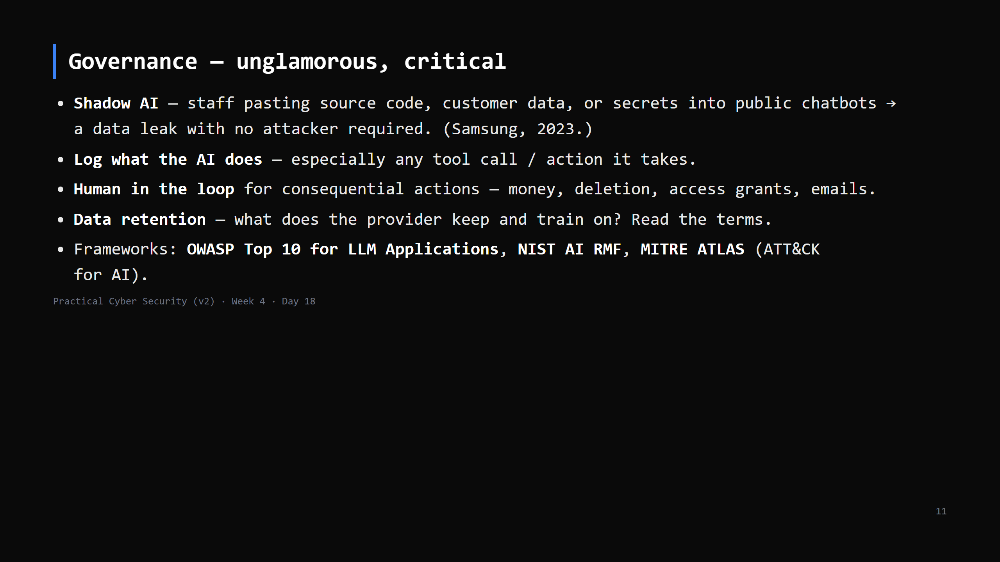 Governance — unglamorous, critical
• Shadow AI — staff pasting source code, customer data, or secrets into public chatbots →
a data leak with no attacker required. (Samsung, 2023.)
• Log what the AI does — especially any tool call / action it takes.
• Human in the loop for consequential actions — money, deletion, access grants, emails.
• Data retention — what does the provider keep and train on? Read the terms.
• Frameworks: OWASP Top 10 for LLM Applications, NIST AI RMF, MITRE ATLAS (ATT&CK
for AI).
Practical Cyber Security (v2) · Week 4 · Day 18
11